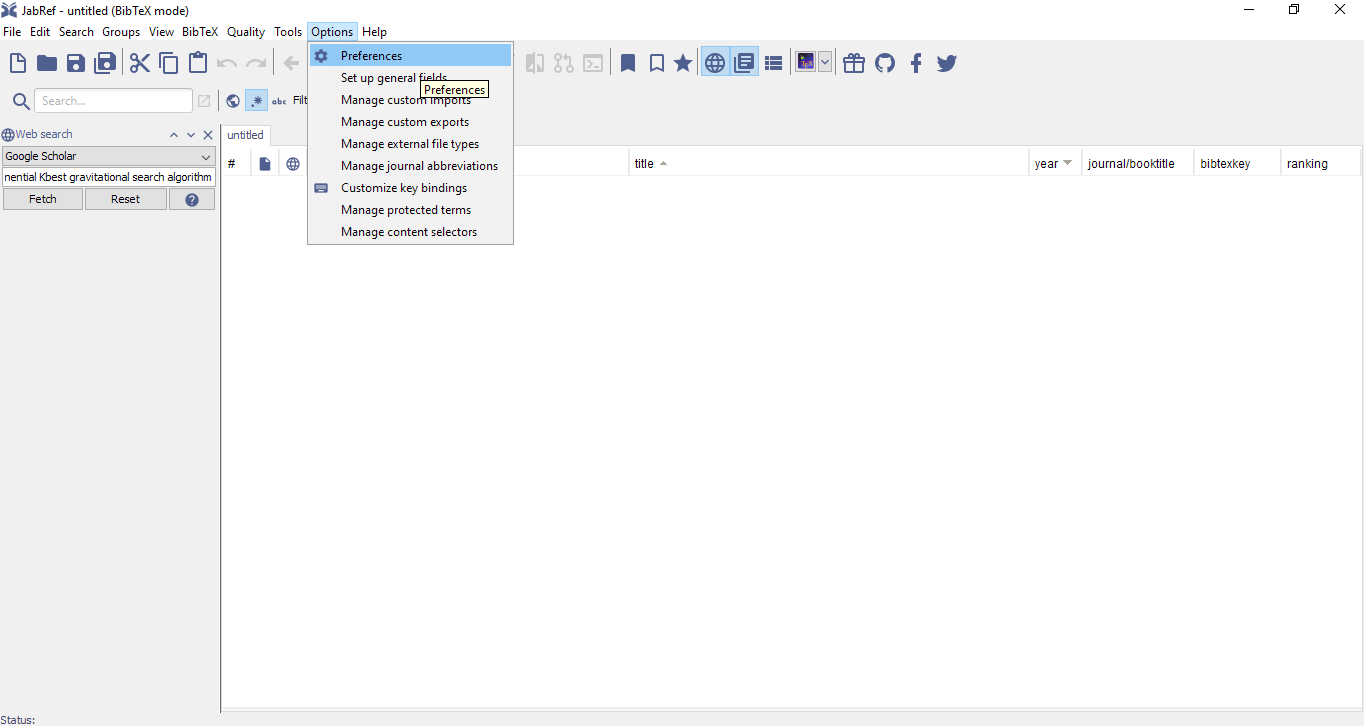 JabRef - untitled (BibTeX mode)
File Edit Search Groups View BibTeX Quality Tools Options Help
Preferences
Set up general fields
Preferences
Manage custom imports
Search...
abc
Filt
Manage custom exports
Web search
untitled
Manage external file types
Google Scholar
# title year journal/booktitle bibtexkey ranking
Manage journal abbreviations
nential Kbest gravitational search algorithm
Customize key bindings
Fetch Reset ?
Manage protected terms
Manage content selectors
Status: